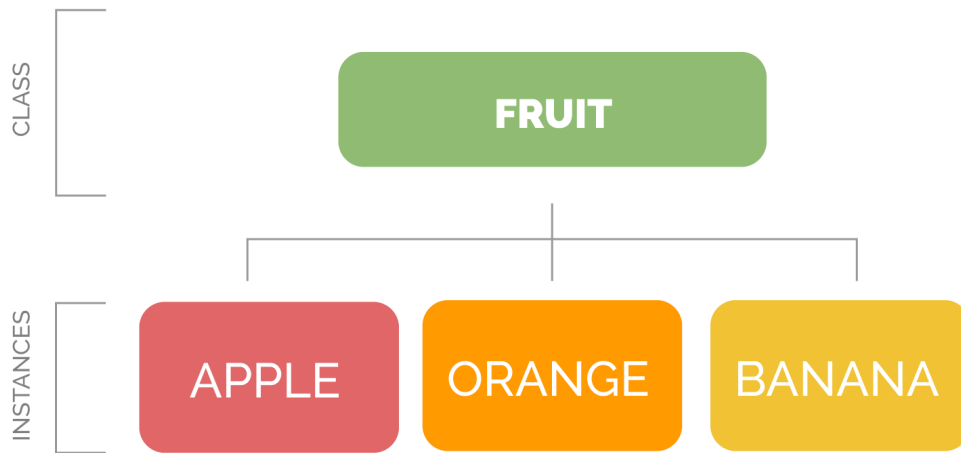 CLASS
FRUIT
INSTANCES
APPLE
ORANGE
BANANA